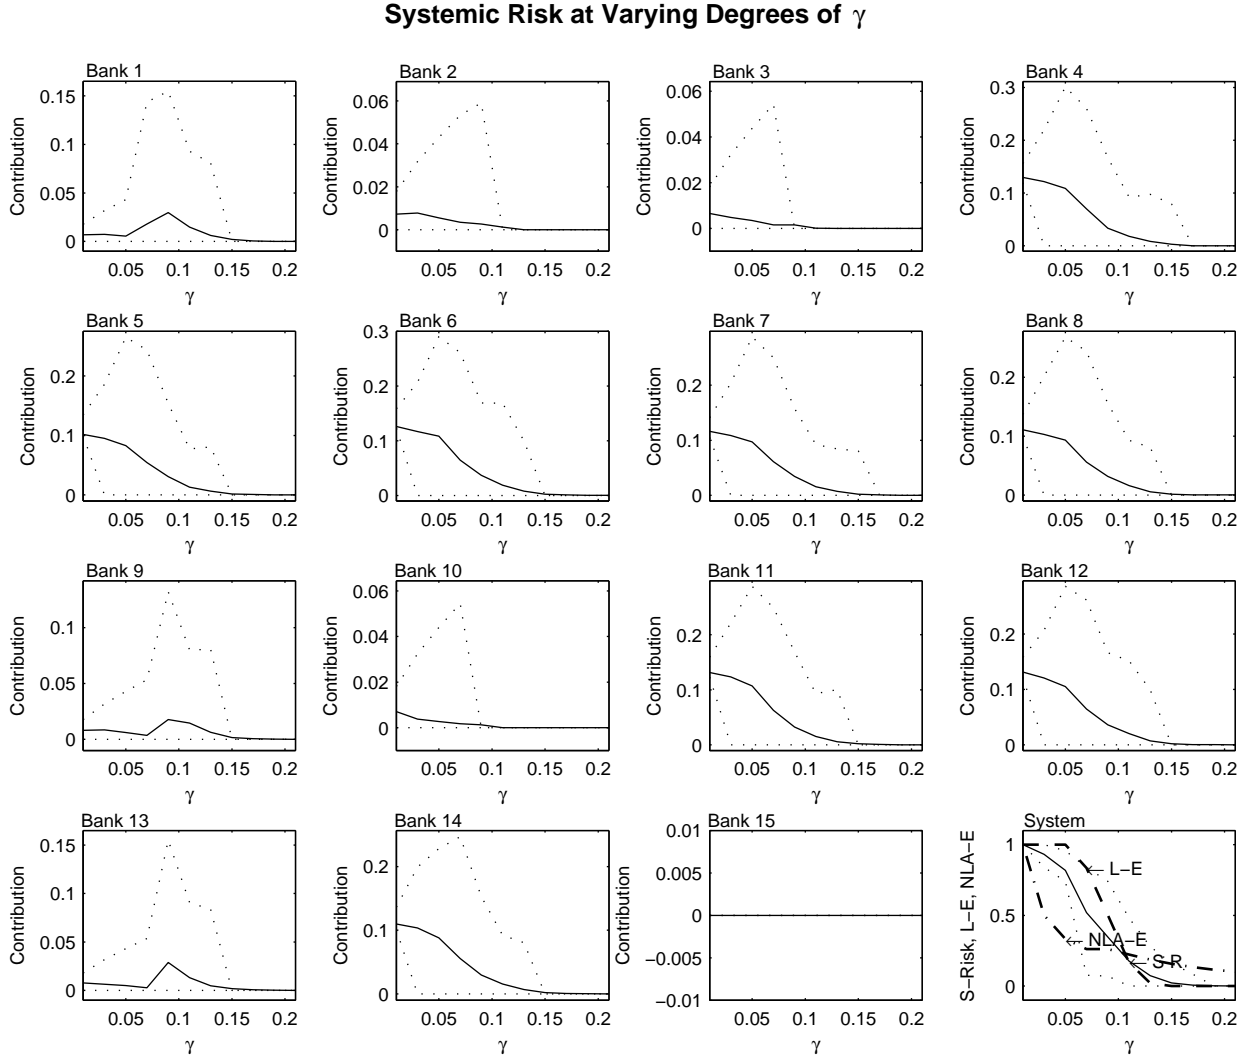 Systemic Risk at Varying Degrees of γ
Bank 1
0.15
0.1
0.05
0
Contribution
0.05 0.1 0.15 0.2
γ
Bank 2
0.06
0.04
0.02
0
Contribution
0.05 0.1 0.15 0.2
γ
Bank 3
0.06
0.04
0.02
0
Contribution
0.05 0.1 0.15 0.2
γ
Bank 4
0.3
0.2
0.1
0
Contribution
0.05 0.1 0.15 0.2
γ
Bank 5
0.2
0.1
0
Contribution
0.05 0.1 0.15 0.2
γ
Bank 6
0.3
0.2
0.1
0
Contribution
0.05 0.1 0.15 0.2
γ
Bank 7
0.2
0.1
0
Contribution
0.05 0.1 0.15 0.2
γ
Bank 8
0.2
0.1
0
Contribution
0.05 0.1 0.15 0.2
γ
Bank 9
0.1
0.05
0
Contribution
0.05 0.1 0.15 0.2
γ
Bank 10
0.06
0.04
0.02
0
Contribution
0.05 0.1 0.15 0.2
γ
Bank 11
0.2
0.1
0
Contribution
0.05 0.1 0.15 0.2
γ
Bank 12
0.2
0.1
0
Contribution
0.05 0.1 0.15 0.2
γ
Bank 13
0.15
0.1
0.05
0
Contribution
0.05 0.1 0.15 0.2
γ
Bank 14
0.2
0.1
0
Contribution
0.05 0.1 0.15 0.2
γ
Bank 15
0.01
0.005
0
−0.005
−0.01
Contribution
0.05 0.1 0.15 0.2
γ
System
1
0.5
0
S−Risk, L−E, NLA−E
← L−E
← NLA−E
← S−R
0.05 0.1 0.15 0.2
γ